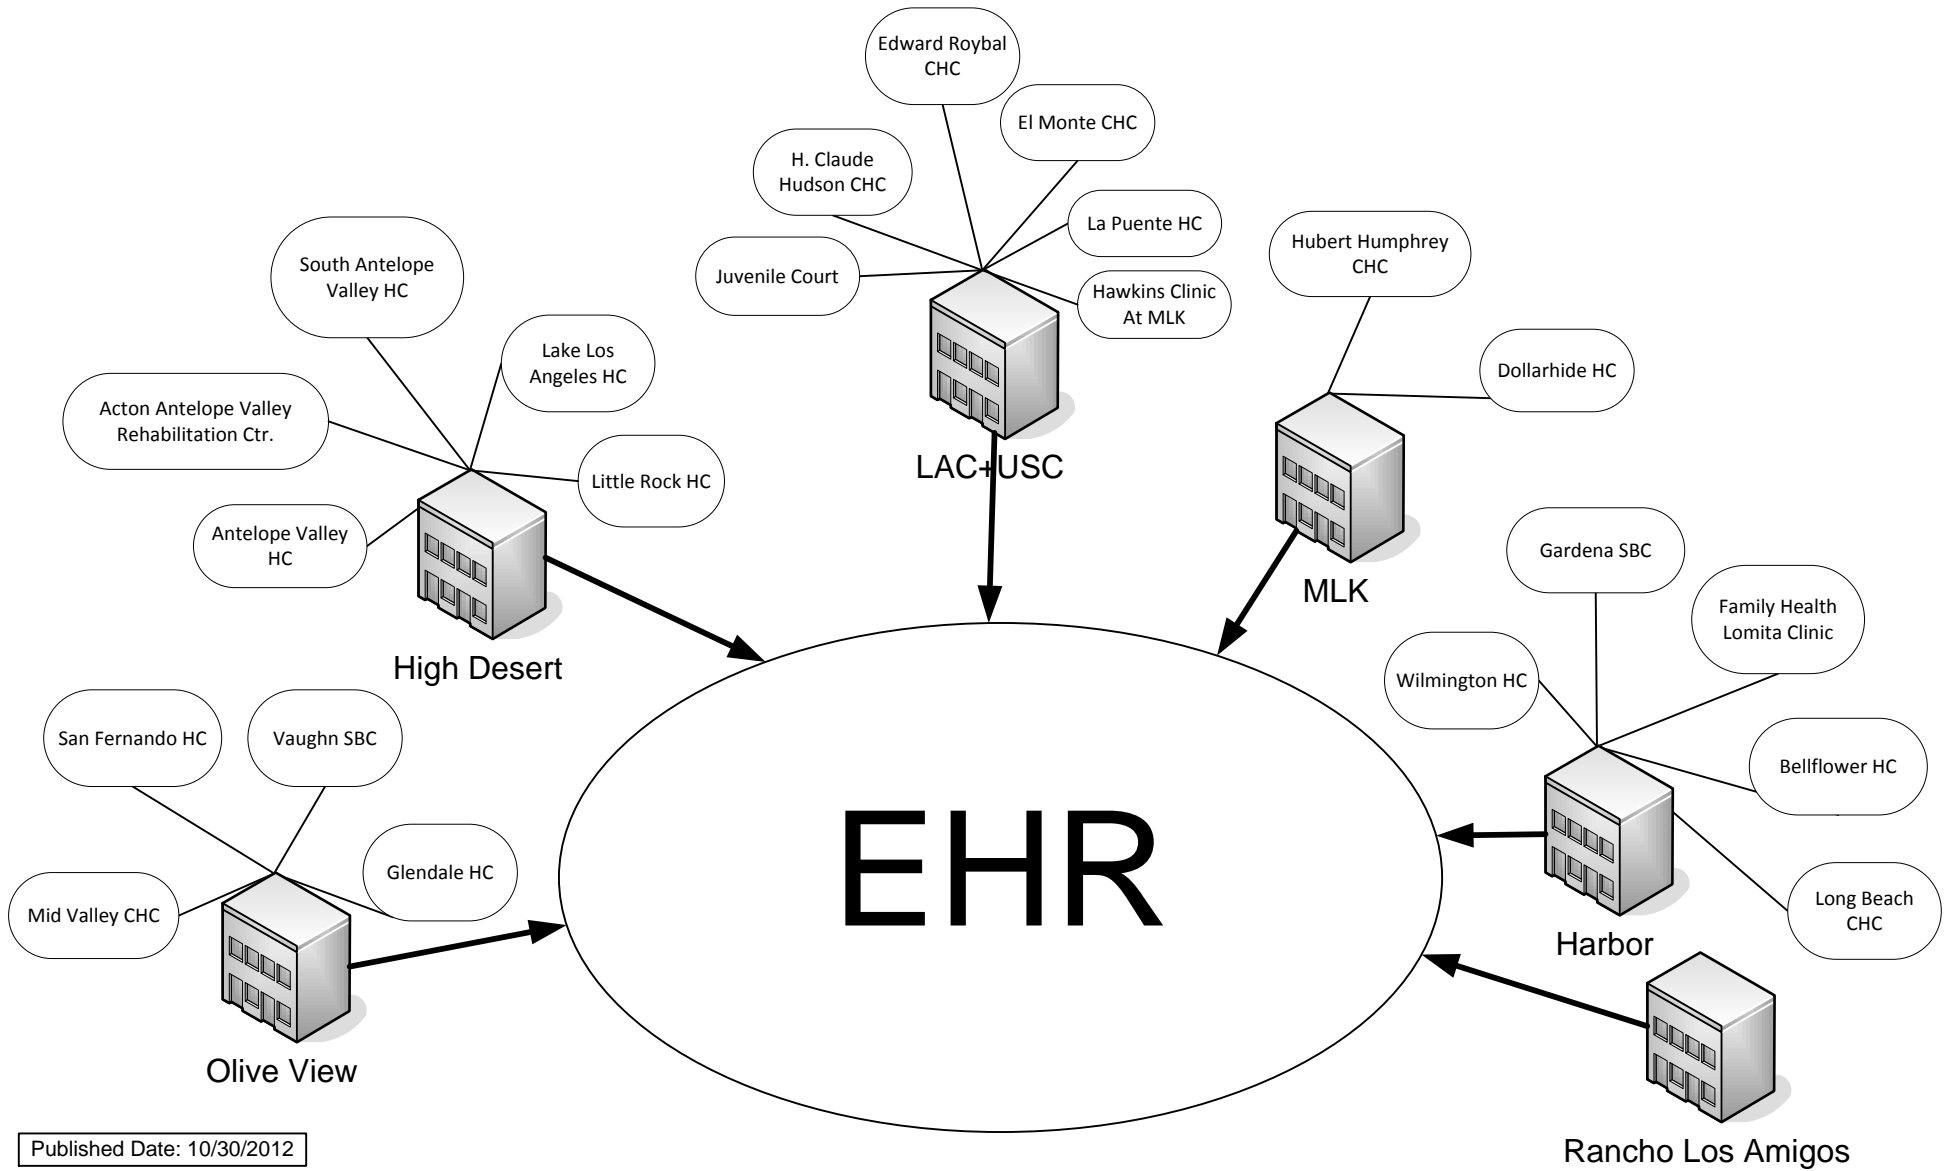 Edward Roybal
CHC
El Monte CHC
H. Claude
Hudson CHC
La Puente HC
Juvenile Court
Hawkins Clinic
At MLK
LAC+USC
Hubert Humphrey
CHC
Dollarhide HC
MLK
South Antelope
Valley HC
Lake Los
Angeles HC
Acton Antelope Valley
Rehabilitation Ctr.
Little Rock HC
Antelope Valley
HC
High Desert
Gardena SBC
Family Health
Lomita Clinic
Wilmington HC
Bellflower HC
Long Beach
CHC
Harbor
San Fernando HC
Vaughn SBC
Glendale HC
Mid Valley CHC
Olive View
EHR
Rancho Los Amigos
Published Date: 10/30/2012